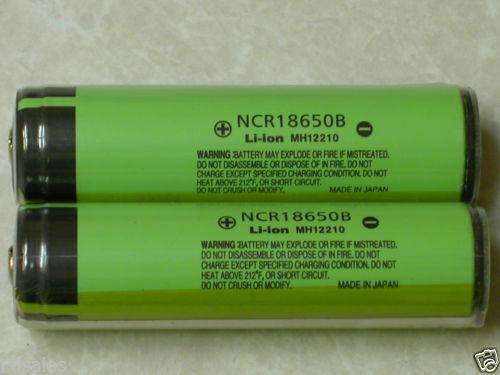 ⊕ NCR18650B ⊖
Li-ion MH12210
WARNING :BATTERY MAY EXPLODE OR FIRE IF MISTREATED.
DO NOT DISASSEMBLE OR DISPOSE OF IN FIRE. DO NOT
CHARGE EXCEPT SPECIFIED CHARGING CONDITION. DO NOT
HEAT ABOVE 212°F, OR SHORT CIRCUIT.
DO NOT CRUSH OR MODIFY. MADE IN JAPAN
⊕ NCR18650B ⊖
Li-ion MH12210
WARNING :BATTERY MAY EXPLODE OR FIRE IF MISTREATED.
DO NOT DISASSEMBLE OR DISPOSE OF IN FIRE. DO NOT
CHARGE EXCEPT SPECIFIED CHARGING CONDITION. DO NOT
HEAT ABOVE 212°F, OR SHORT CIRCUIT.
DO NOT CRUSH OR MODIFY. MADE IN JAPAN